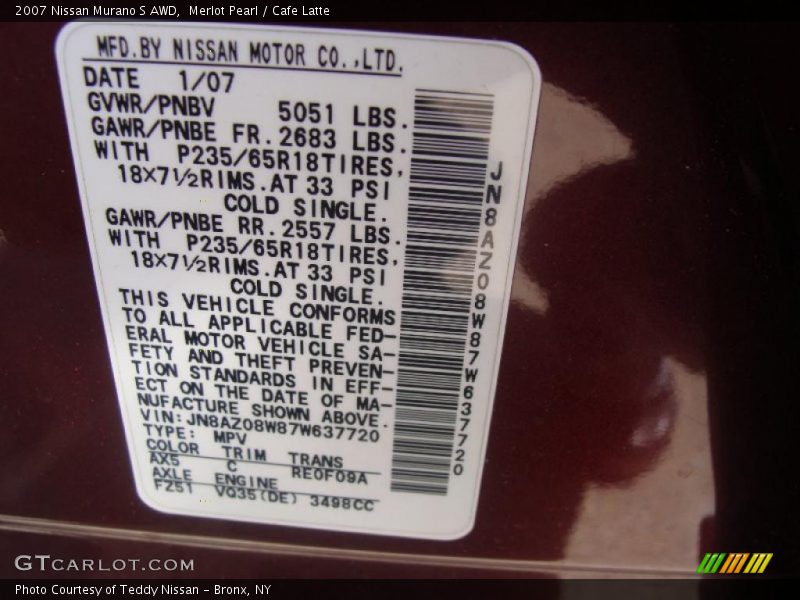 2007 Nissan Murano S AWD,  Merlot Pearl / Cafe Latte
MFD.BY NISSAN MOTOR CO.,LTD.
DATE 1/07
GVWR/PNBV 5051 LBS.
GAWR/PNBE FR.2683 LBS.
WITH P235/65R18TIRES,
18×7½RIMS.AT 33 PSI
COLD SINGLE.
GAWR/PNBE RR.2557 LBS.
WITH P235/65R18TIRES,
18×7½RIMS.AT 33 PSI
COLD SINGLE.
THIS VEHICLE CONFORMS
TO ALL APPLICABLE FED-
ERAL MOTOR VEHICLE SA-
FETY AND THEFT PREVEN-
TION STANDARDS IN EFF-
ECT ON THE DATE OF MA-
NUFACTURE SHOWN ABOVE.
VIN:JN8AZ08W87W637720
TYPE: MPV
COLOR TRIM TRANS
AX5 C RE0F09A
AXLE ENGINE
FZ51 VQ35(DE) 3498CC
JN8AZ08W87W637720
GTCARLOT.COM
Photo Courtesy of Teddy Nissan - Bronx, NY